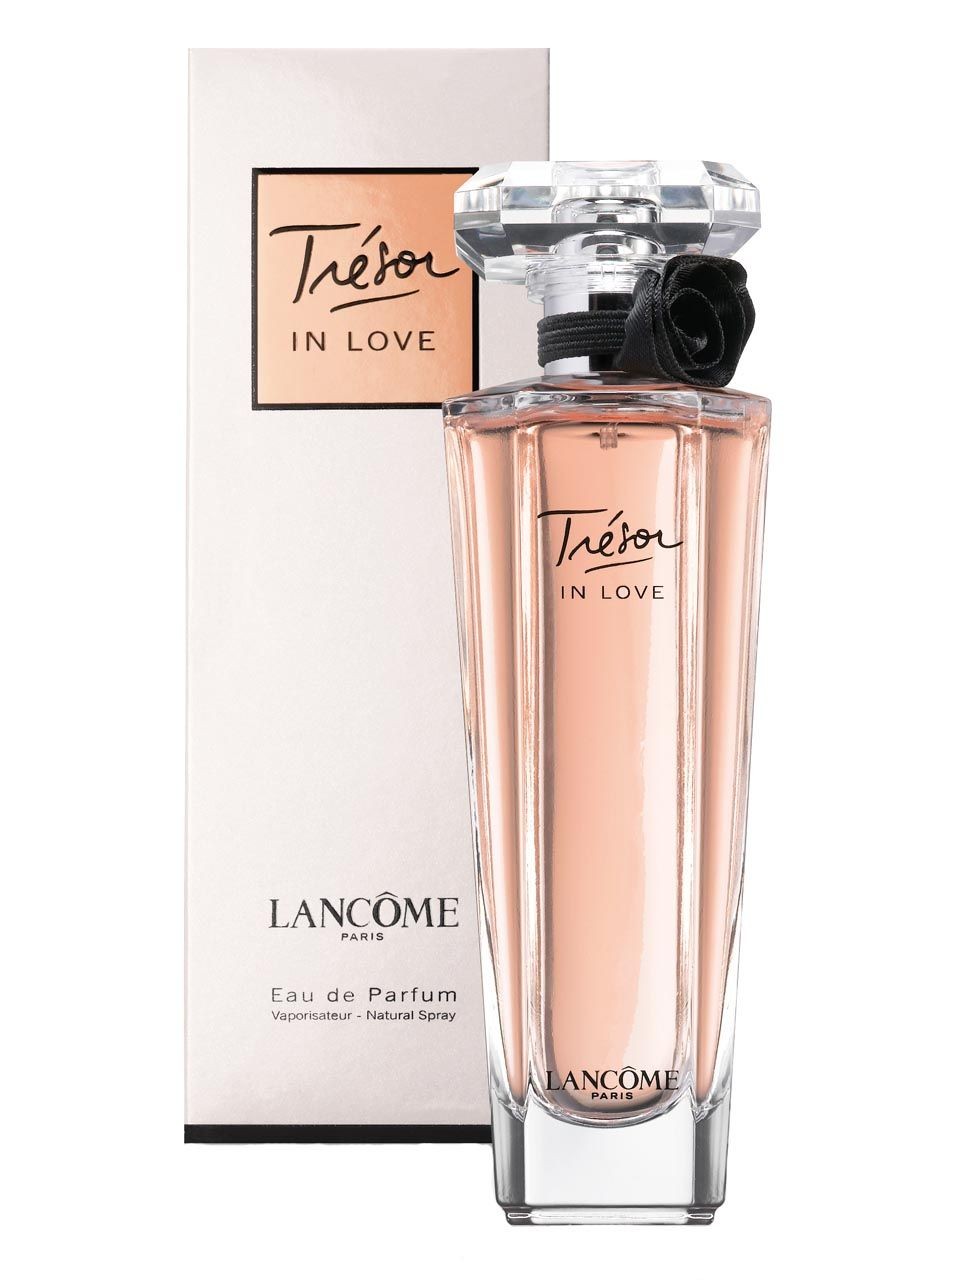 Trésor
IN LOVE
LANCÔME
PARIS
Eau de Parfum
Vaporisateur - Natural Spray
Trésor
IN LOVE
LANCÔME
PARIS